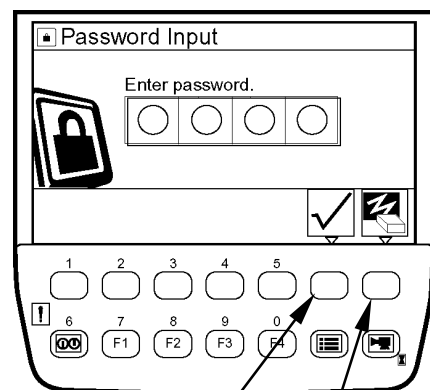 Password Input
Enter password.
1 2 3 4 5
6 7 8 9 0
F1 F2 F3 F4